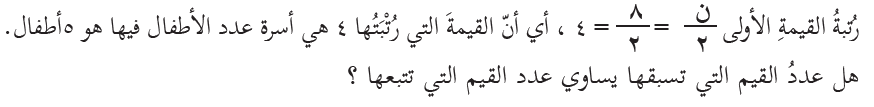 رُتبةُ القيمةِ الأولى ن/٢ = ٨/٢ = ٤ ، أي أنّ القيمةَ التي رُتْبَتُها ٤ هي أسرة عدد الأطفال فيها هو ٥أطفال.
هل عددُ القيم التي تسبقها يساوي عدد القيم التي تتبعها ؟